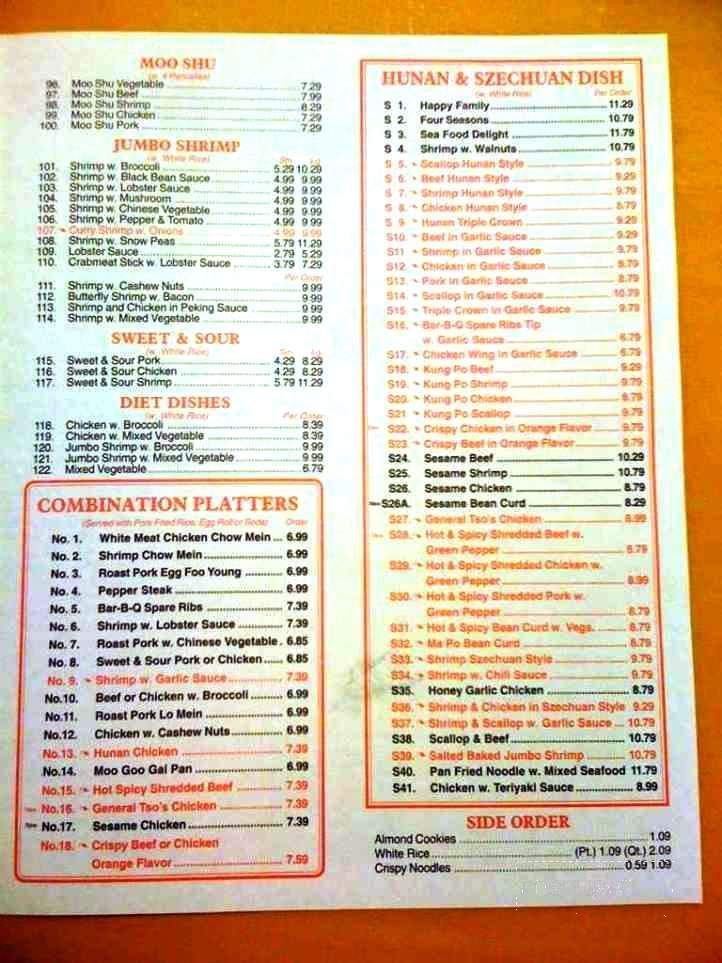 MOO SHU
(w. 4 Pancakes)
96. Moo Shu Vegetable 7.29
97. Moo Shu Beef 7.99
98. Moo Shu Shrimp 8.29
99. Moo Shu Chicken 7.29
100. Moo Shu Pork 7.29
JUMBO SHRIMP
(w. White Rice) Sm. Lg.
101. Shrimp w. Broccoli 5.29 10.29
102. Shrimp w. Black Bean Sauce 4.99 9.99
103. Shrimp w. Lobster Sauce 4.99 9.99
104. Shrimp w. Mushroom 4.99 9.99
105. Shrimp w. Chinese Vegetable 4.99 9.99
106. Shrimp w. Pepper & Tomato 4.99 9.99
107. Curry Shrimp w. Onions 4.99 9.99
108. Shrimp w. Snow Peas 5.79 11.29
109. Lobster Sauce 2.79 5.29
110. Crabmeat Stick w. Lobster Sauce 3.79 7.29
Per Order
111. Shrimp w. Cashew Nuts 9.99
112. Butterfly Shrimp w. Bacon 9.99
113. Shrimp and Chicken in Peking Sauce 9.99
114. Shrimp w. Mixed Vegetable 9.99
SWEET & SOUR
(w. White Rice) Sm. Lg.
115. Sweet & Sour Pork 4.29 8.29
116. Sweet & Sour Chicken 4.29 8.29
117. Sweet & Sour Shrimp 5.79 11.29
DIET DISHES
(w. White Rice) Per Order
118. Chicken w. Broccoli 8.39
119. Chicken w. Mixed Vegetable 8.39
120. Jumbo Shrimp w. Broccoli 9.99
121. Jumbo Shrimp w. Mixed Vegetable 9.99
122. Mixed Vegetable 6.79
COMBINATION PLATTERS
(Served with Pork Fried Rice, Egg Roll or Soda) Order
No. 1. White Meat Chicken Chow Mein 6.99
No. 2. Shrimp Chow Mein 6.99
No. 3. Roast Pork Egg Foo Young 6.99
No. 4. Pepper Steak 6.99
No. 5. Bar-B-Q Spare Ribs 7.39
No. 6. Shrimp w. Lobster Sauce 7.39
No. 7. Roast Pork w. Chinese Vegetable 6.85
No. 8. Sweet & Sour Pork or Chicken 6.85
No. 9. Shrimp w. Garlic Sauce 7.39
No.10. Beef or Chicken w. Broccoli 6.99
No.11. Roast Pork Lo Mein 6.99
No.12. Chicken w. Cashew Nuts 6.99
No.13. Hunan Chicken 7.39
No.14. Moo Goo Gai Pan 6.99
No.15. Hot Spicy Shredded Beef 7.39
No.16. General Tso's Chicken 7.39
No.17. Sesame Chicken 7.39
No.18. Crispy Beef or Chicken
Orange Flavor 7.59
HUNAN & SZECHUAN DISH
(w. White Rice) Per Order
S 1. Happy Family 11.29
S 2. Four Seasons 10.79
S 3. Sea Food Delight 11.79
S 4. Shrimp w. Walnuts 10.79
S 5. Scallop Hunan Style 9.79
S 6. Beef Hunan Style 9.29
S 7. Shrimp Hunan Style 9.79
S 8. Chicken Hunan Style 8.79
S 9. Hunan Triple Crown 9.29
S10. Beef in Garlic Sauce 9.29
S11. Shrimp in Garlic Sauce 9.79
S12. Chicken in Garlic Sauce 8.79
S13. Pork in Garlic Sauce 8.79
S14. Scallop in Garlic Sauce 10.79
S15. Triple Crown in Garlic Sauce 9.79
S16. Bar-B-Q Spare Ribs Tip
w. Garlic Sauce 6.79
S17. Chicken Wing in Garlic Sauce 6.79
S18. Kung Po Beef 9.29
S19. Kung Po Shrimp 9.79
S20. Kung Po Chicken 8.79
S21. Kung Po Scallop 9.79
S22. Crispy Chicken in Orange Flavor 9.79
S23. Crispy Beef in Orange Flavor 9.79
S24. Sesame Beef 10.29
S25. Sesame Shrimp 10.79
S26. Sesame Chicken 8.79
S26A. Sesame Bean Curd 8.29
S27. General Tso's Chicken 8.99
S28. Hot & Spicy Shredded Beef w.
Green Pepper 8.79
S29. Hot & Spicy Shredded Chicken w.
Green Pepper 8.99
S30. Hot & Spicy Shredded Pork w.
Green Pepper 8.79
S31. Hot & Spicy Bean Curd w. Vegs. 8.79
S32. Ma Po Bean Curd 8.79
S33. Shrimp Szechuan Style 9.79
S34. Shrimp w. Chili Sauce 9.79
S35. Honey Garlic Chicken 8.79
S36. Shrimp & Chicken in Szechuan Style 9.29
S37. Shrimp & Scallop w. Garlic Sauce 10.79
S38. Scallop & Beef 10.79
S39. Salted Baked Jumbo Shrimp 10.79
S40. Pan Fried Noodle w. Mixed Seafood 11.79
S41. Chicken w. Teriyaki Sauce 8.99
SIDE ORDER
Almond Cookies 1.09
White Rice (Pt.) 1.09 (Qt.) 2.09
Crispy Noodles 0.59 1.09